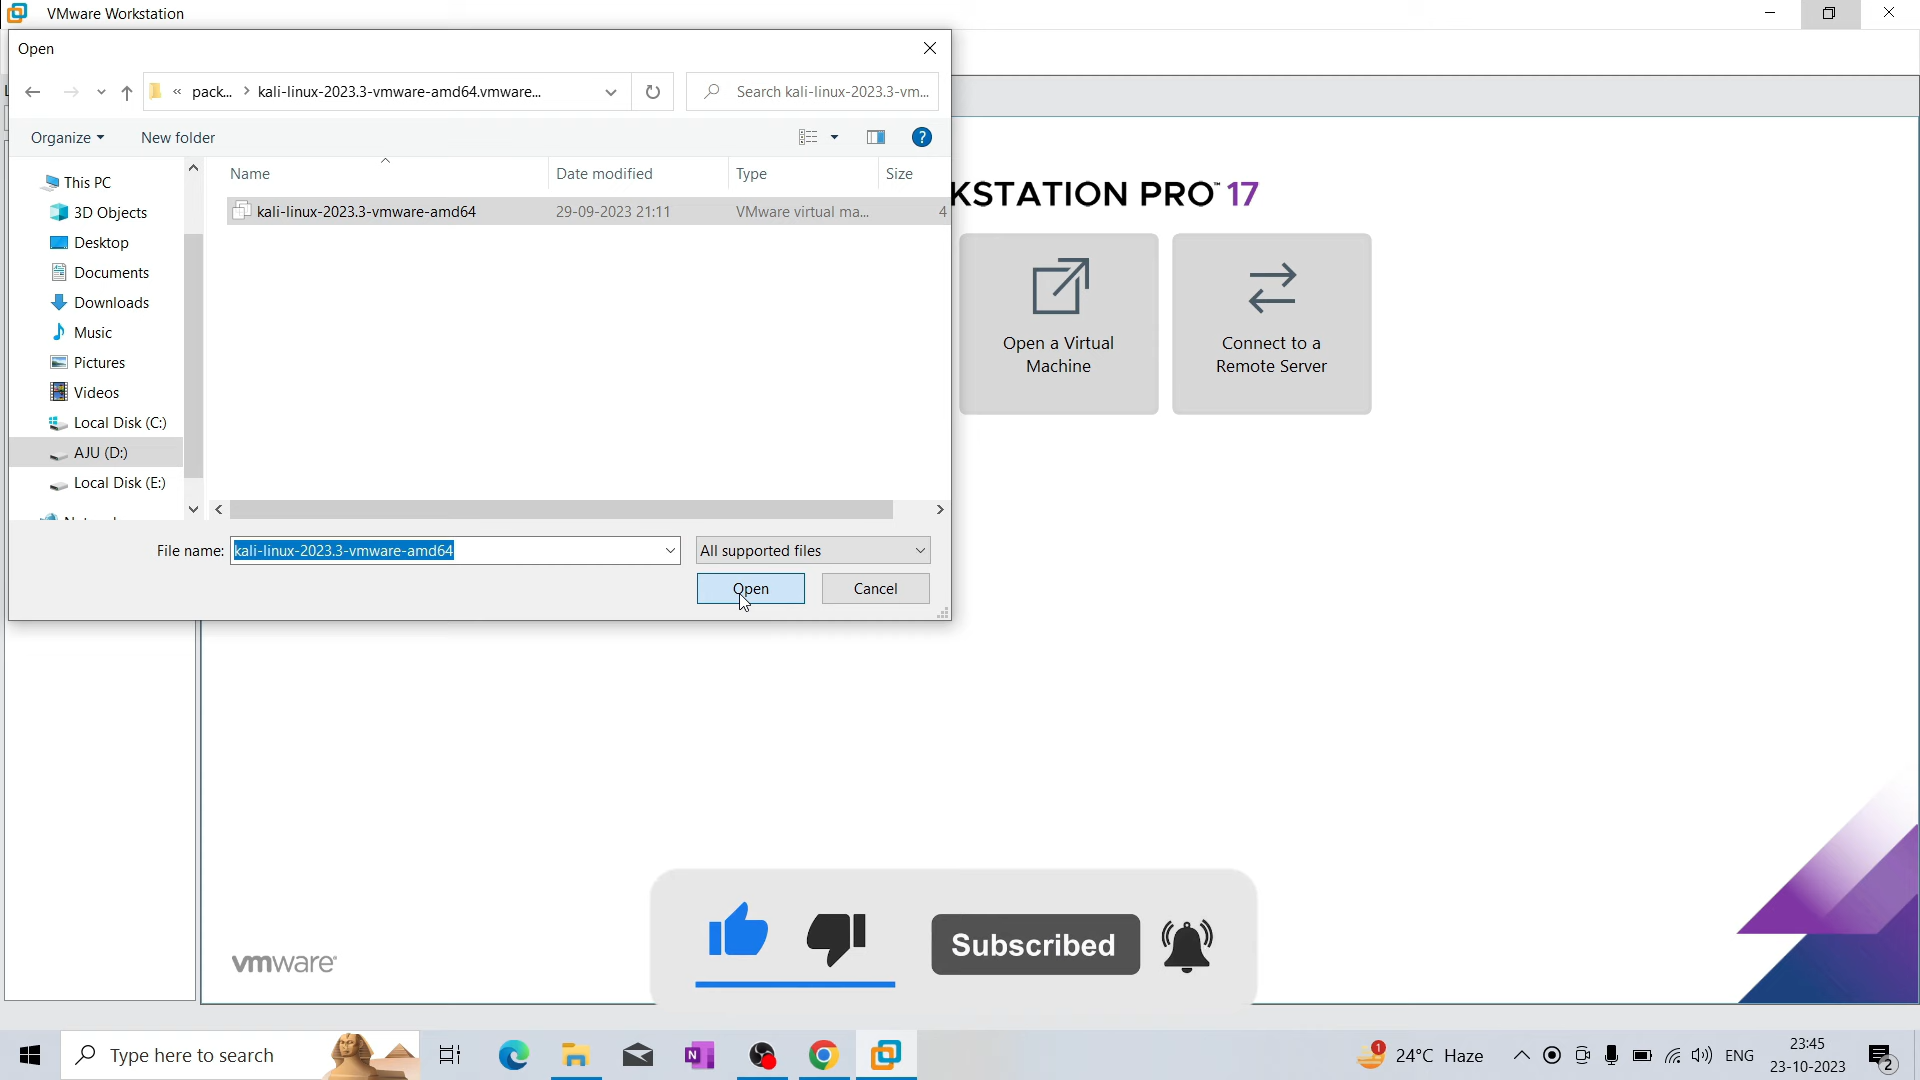 VMware Workstation
Open
« pack... > kali-linux-2023.3-vmware-amd64.vmware...
Search kali-linux-2023.3-vm...
Organize
New folder
Name
Date modified
Type
Size
This PC
3D Objects
Desktop
Documents
Downloads
Music
Pictures
Videos
Local Disk (C:)
AJU (D:)
Local Disk (E:)
kali-linux-2023.3-vmware-amd64
29-09-2023 21:11
VMware virtual ma...
4
File name:
kali-linux-2023.3-vmware-amd64
All supported files
Open
Cancel
KSTATION PRO™ 17
Open a Virtual
Machine
Connect to a
Remote Server
vmware®
Subscribed
Type here to search
N
1
24°C Haze
ENG
23:45
23-10-2023
2